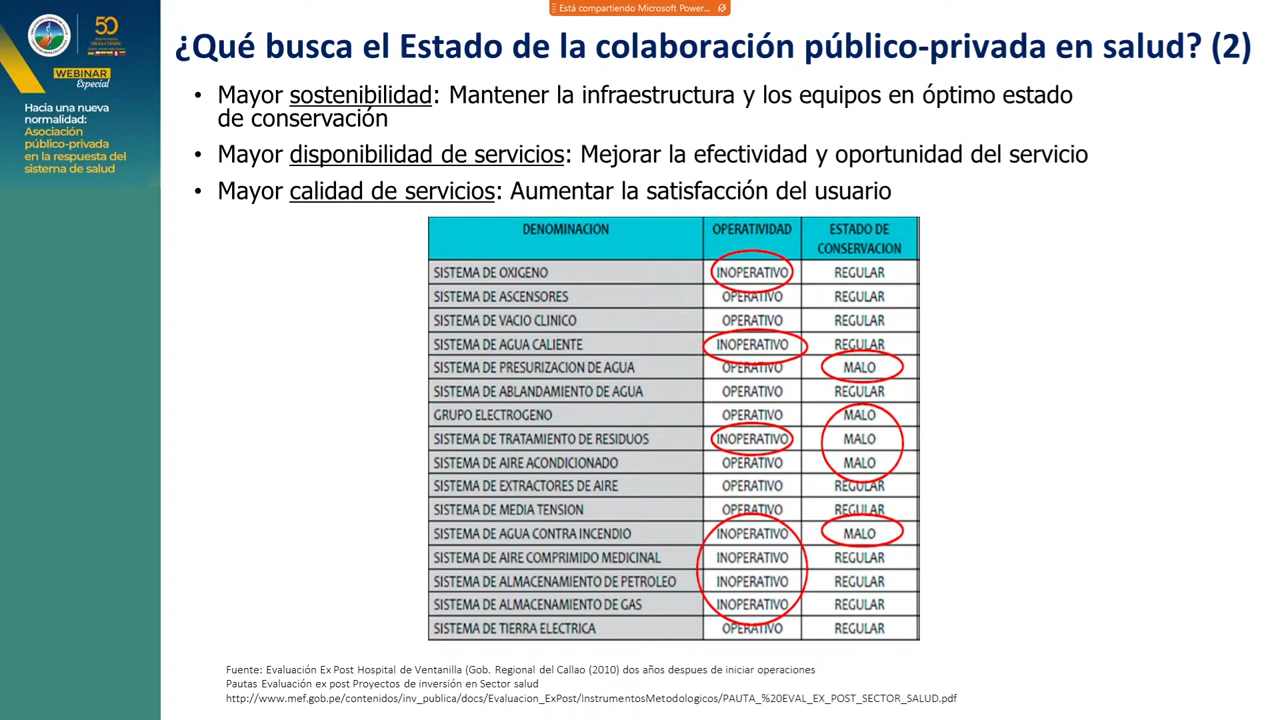 Está compartiendo Microsoft Power...
50
WEBINAR
Especial
Hacia una nueva
normalidad:
Asociación
público-privada
en la respuesta del
sistema de salud
¿Qué busca el Estado de la colaboración público-privada en salud? (2)
• Mayor sostenibilidad: Mantener la infraestructura y los equipos en óptimo estado
de conservación
• Mayor disponibilidad de servicios: Mejorar la efectividad y oportunidad del servicio
• Mayor calidad de servicios: Aumentar la satisfacción del usuario
DENOMINACION OPERATIVIDAD ESTADO DE
CONSERVACION
SISTEMA DE OXIGENO INOPERATIVO REGULAR
SISTEMA DE ASCENSORES OPERATIVO REGULAR
SISTEMA DE VACIO CLINICO OPERATIVO REGULAR
SISTEMA DE AGUA CALIENTE INOPERATIVO REGULAR
SISTEMA DE PRESURIZACION DE AGUA OPERATIVO MALO
SISTEMA DE ABLANDAMIENTO DE AGUA OPERATIVO REGULAR
GRUPO ELECTROGENO OPERATIVO MALO
SISTEMA DE TRATAMIENTO DE RESIDUOS INOPERATIVO MALO
SISTEMA DE AIRE ACONDICIONADO OPERATIVO MALO
SISTEMA DE EXTRACTORES DE AIRE OPERATIVO REGULAR
SISTEMA DE MEDIA TENSION OPERATIVO REGULAR
SISTEMA DE AGUA CONTRA INCENDIO INOPERATIVO MALO
SISTEMA DE AIRE COMPRIMIDO MEDICINAL INOPERATIVO REGULAR
SISTEMA DE ALMACENAMIENTO DE PETROLEO INOPERATIVO REGULAR
SISTEMA DE ALMACENAMIENTO DE GAS INOPERATIVO REGULAR
SISTEMA DE TIERRA ELECTRICA OPERATIVO REGULAR
Fuente: Evaluación Ex Post Hospital de Ventanilla (Gob. Regional del Callao (2010) dos años despues de iniciar operaciones
Pautas Evaluación ex post Proyectos de inversión en Sector salud
http://www.mef.gob.pe/contenidos/inv_publica/docs/Evaluacion_ExPost/InstrumentosMetodologicos/PAUTA_%20EVAL_EX_POST_SECTOR_SALUD.pdf